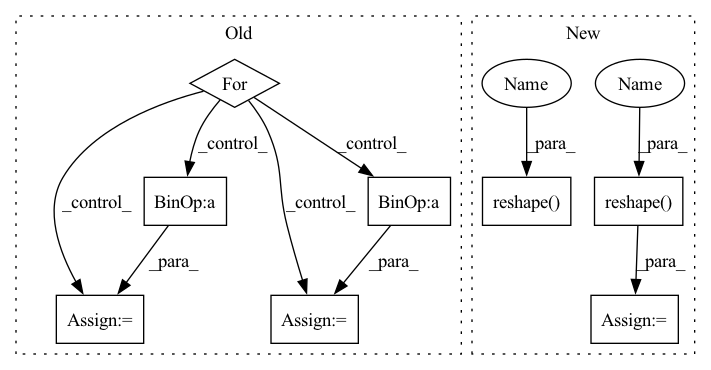 Old
New
For
Name
Name
_control_
_control_
_control_
_control_
_para_
_para_
BinOp:a
BinOp:a
reshape()
reshape()
_para_
_para_
_para_
Assign:=
Assign:=
Assign:=